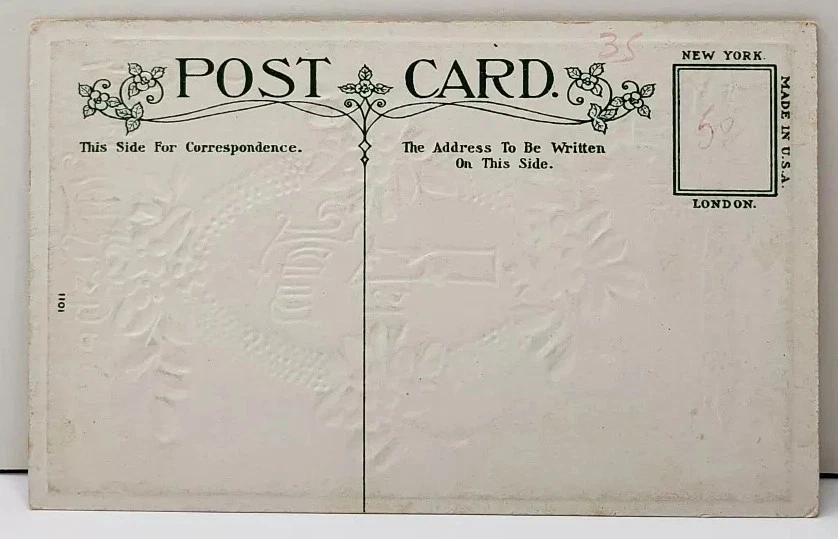 35
POST CARD.
NEW YORK.
MADE IN U.S.A.
This Side For Correspondence.
The Address To Be Written
On This Side.
LONDON.
1011